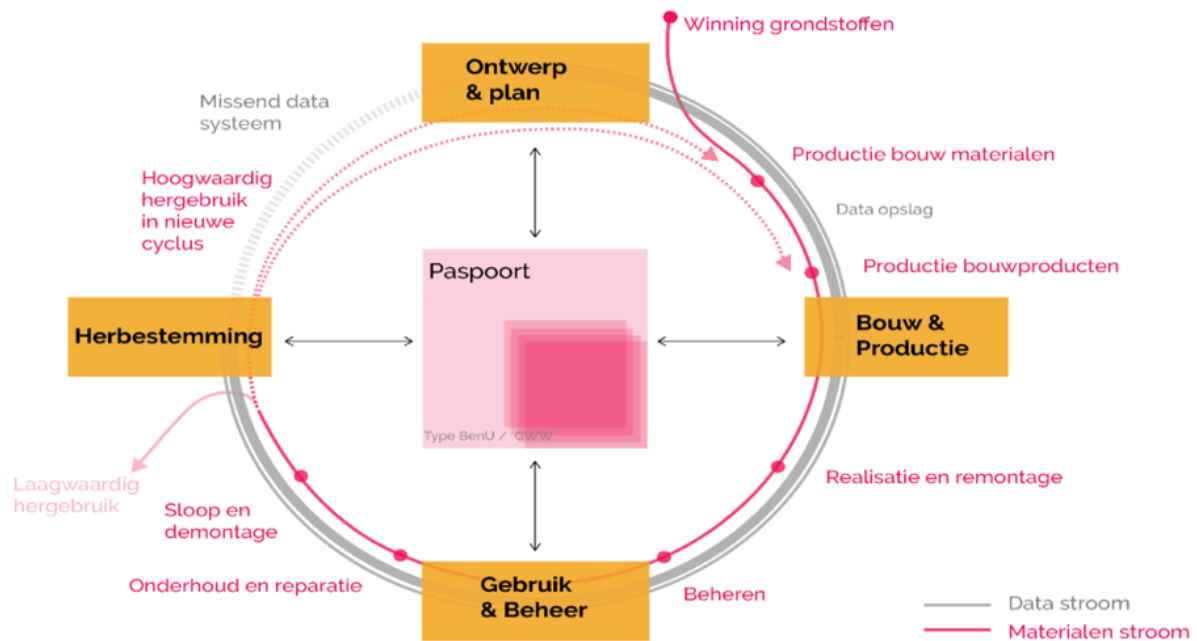 Winning grondstoffen
Ontwerp
& plan
Missend data
systeem
Productie bouw materialen
Hoogwaardig
hergebruik
in nieuwe
cyclus
Data opslag
Paspoort
Productie bouwproducten
Herbestemming
Bouw &
Productie
Type BenU / GWW
Laagwaardig
hergebruik
Realisatie en remontage
Sloop en
demontage
Onderhoud en reparatie
Gebruik
& Beheer
Beheren
Data stroom
Materialen stroom